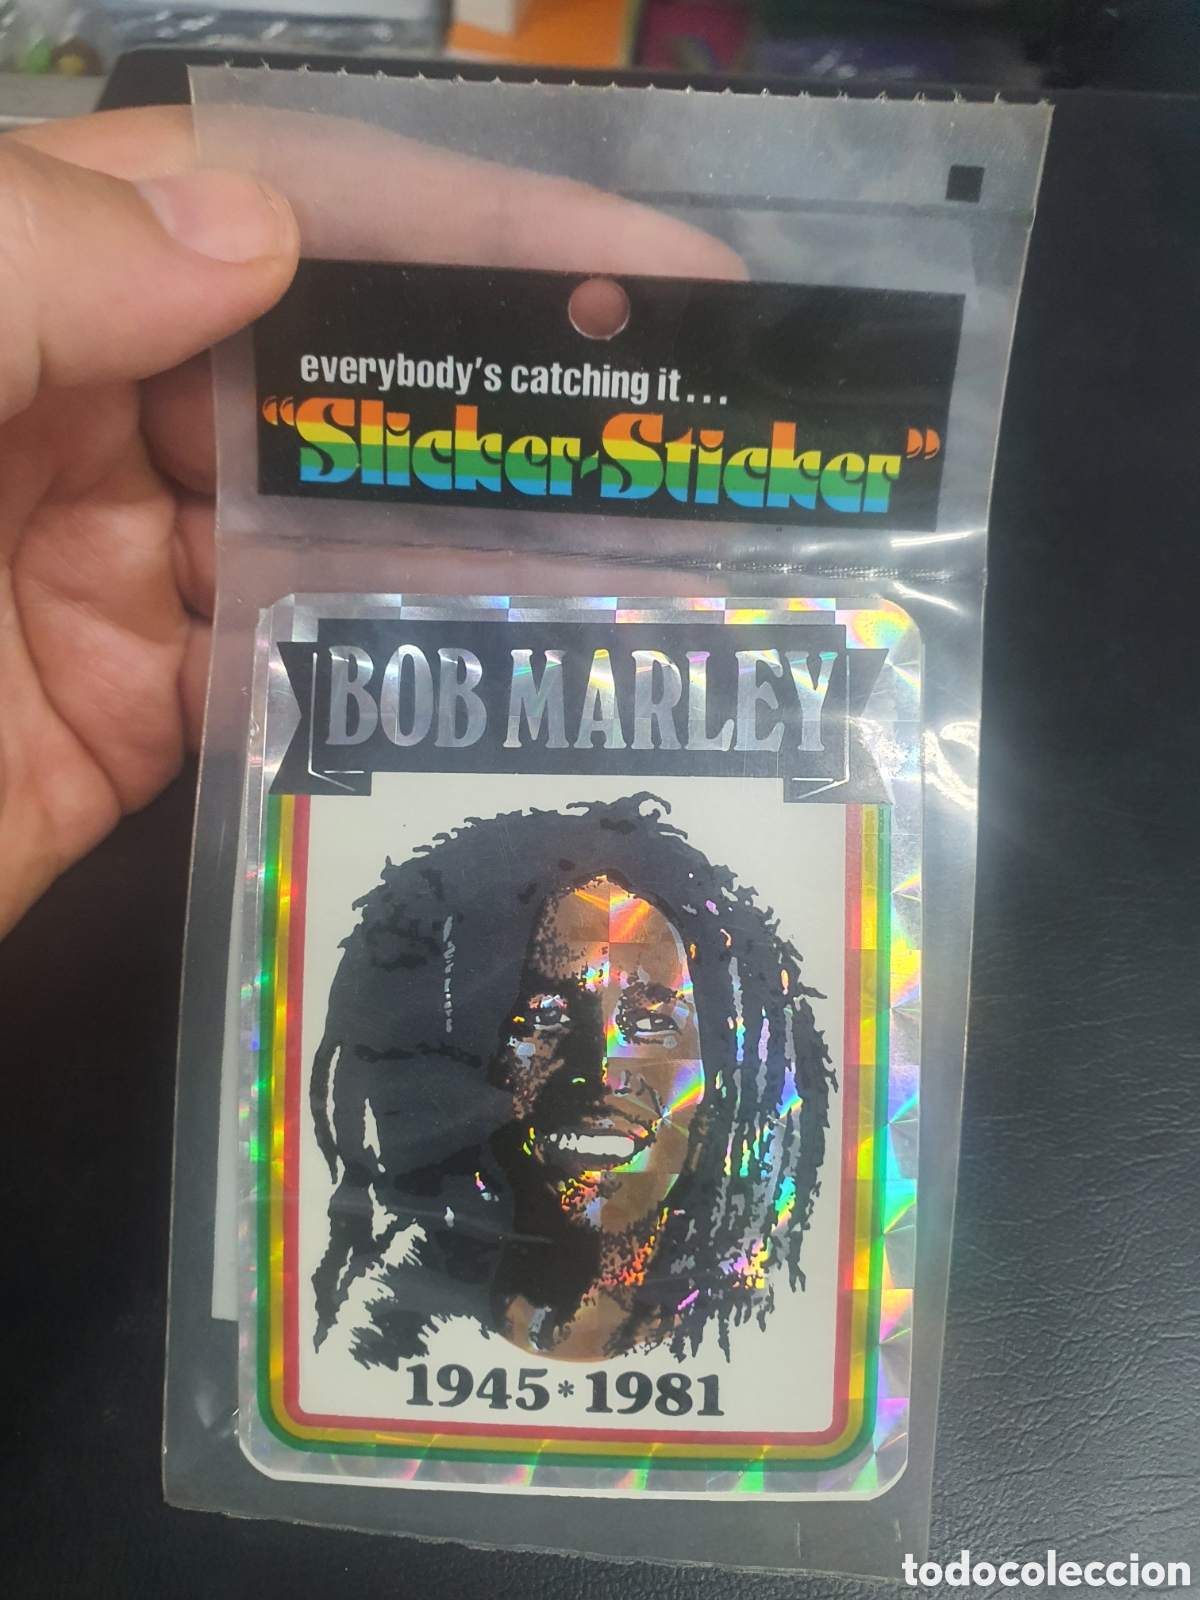 everybody's catching it...
"Slicker-Sticker"
BOB MARLEY
1945*1981
todocoleccion